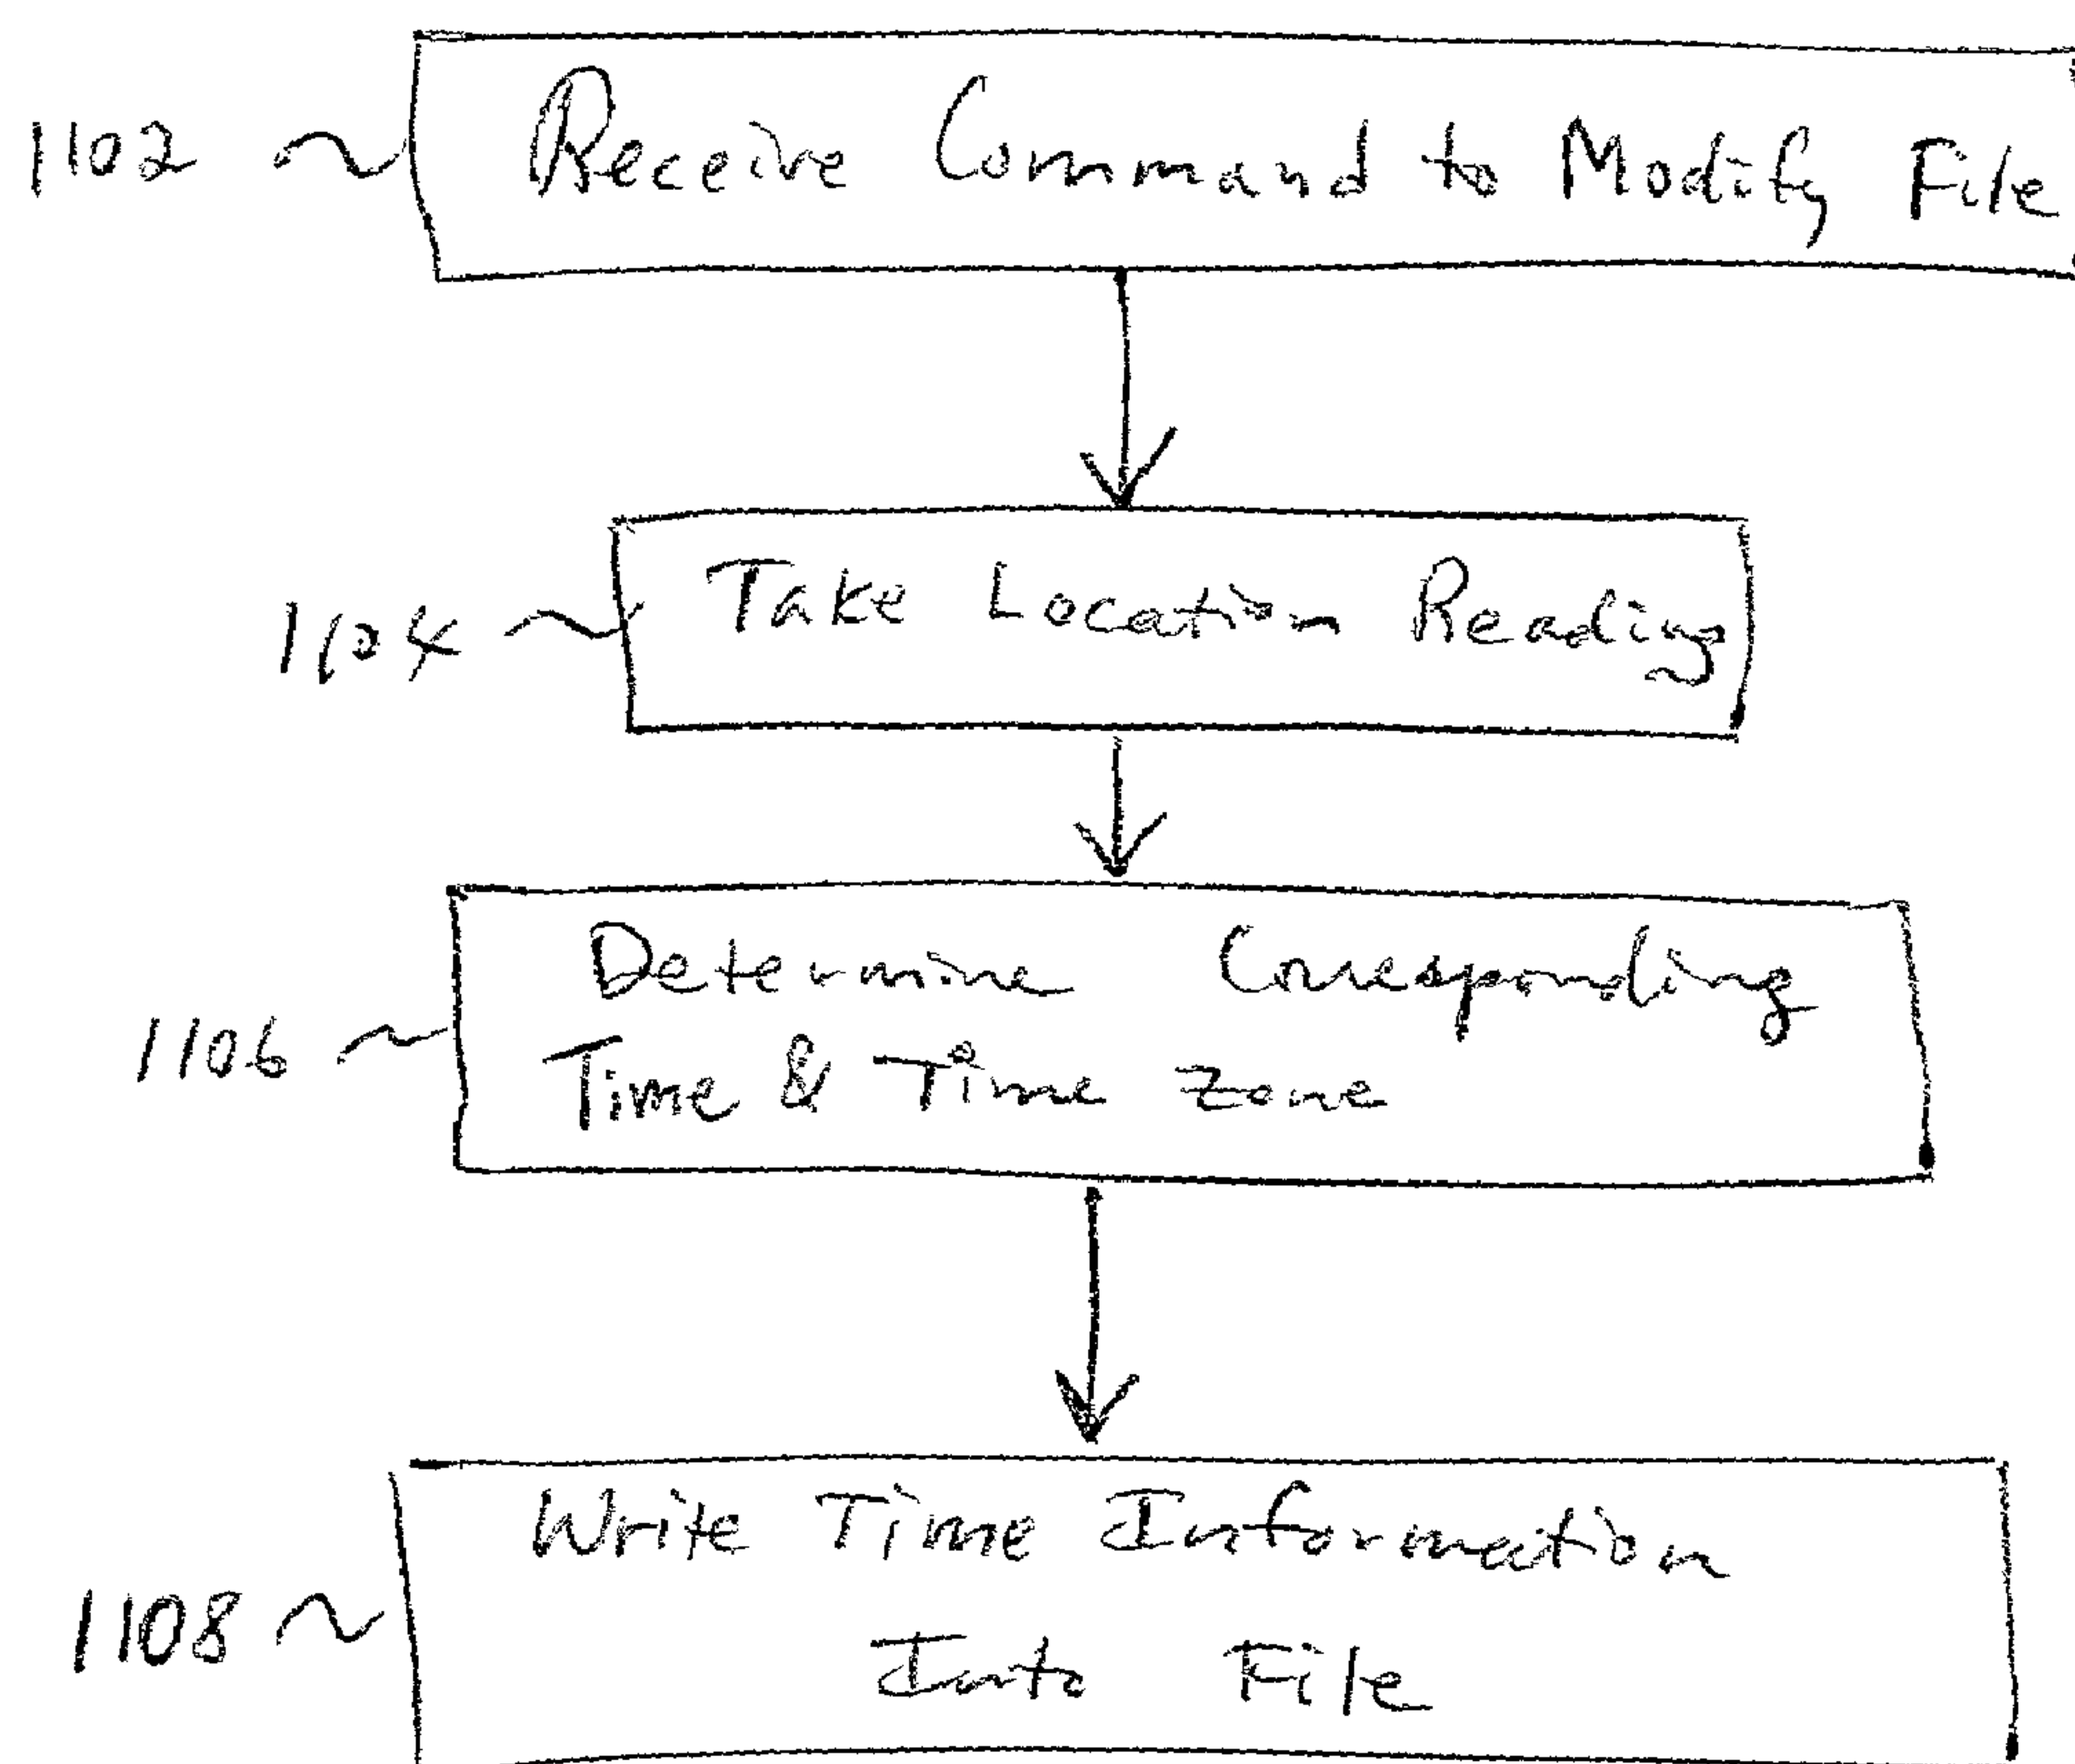 1102 Receive Command to Modify File
1104 Take Location Reading
Determine Corresponding
1106 Time & Time Zone
Write Time Information
1108 Into File